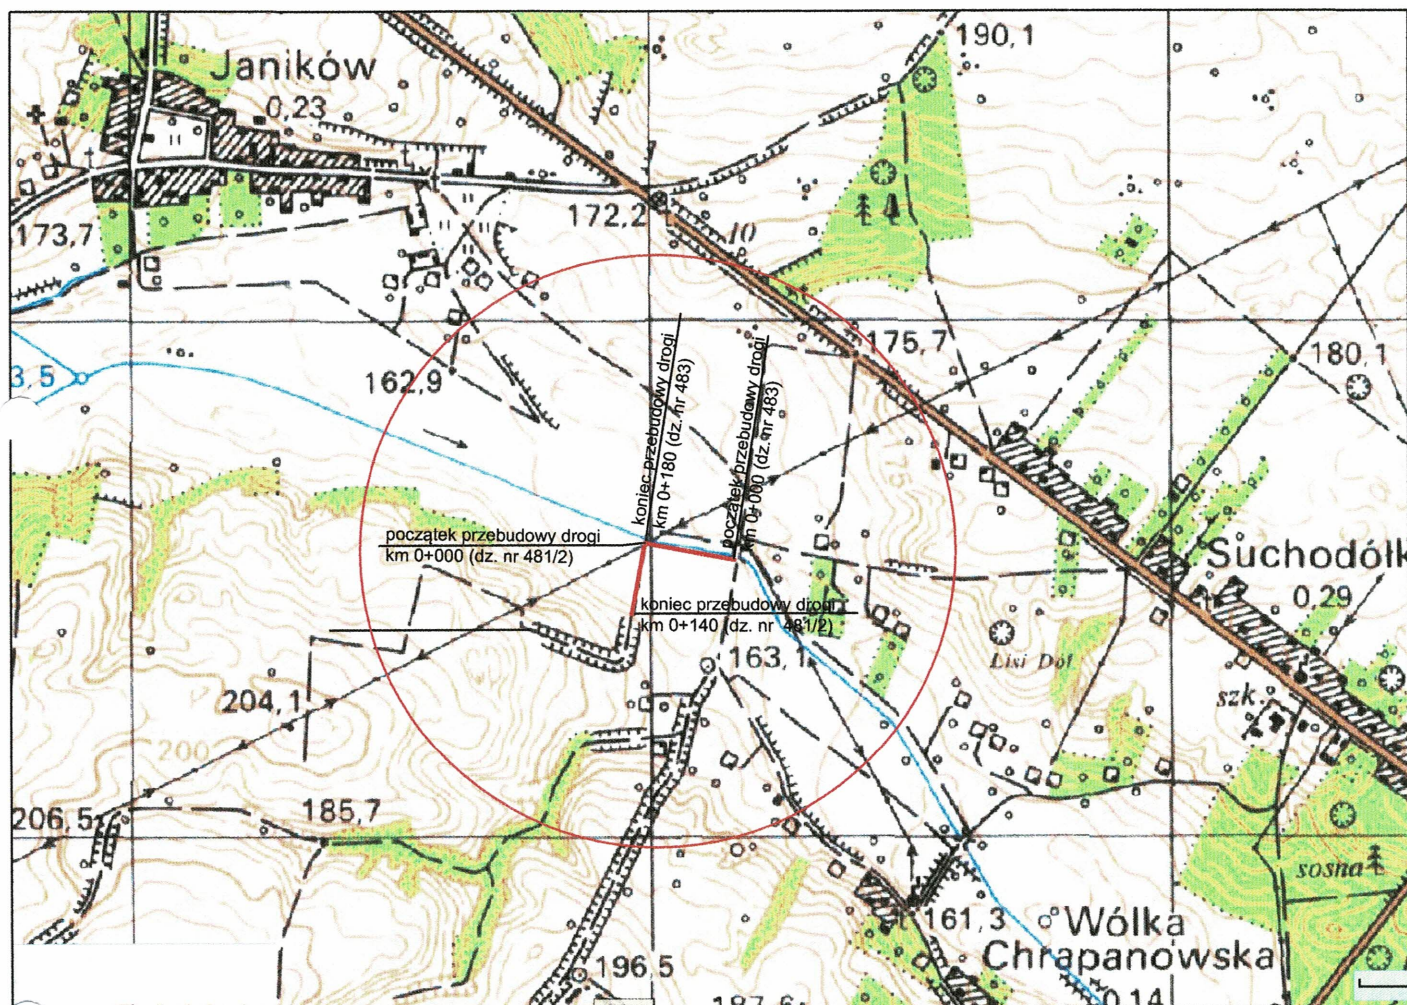 190,1
Janików
0,23
4
173,7
172,2
10
175,7
180,1
3,5
162,9
koniec przebudowy drogi
km 0+180 (dz. nr 483)
początek przebudowy drogi
km 0+000 (dz. nr 483)
175
początek przebudowy drogi
km 0+000 (dz. nr 481/2)
Suchodółk
0,29
koniec przebudowy drogi
km 0+140 (dz. nr 481/2)
163,1
Lisi Dół
204,1
szk.
200
206,5
185,7
sosna
161,3
Wólka
Chrapanowska
196,5
187,6
0,14